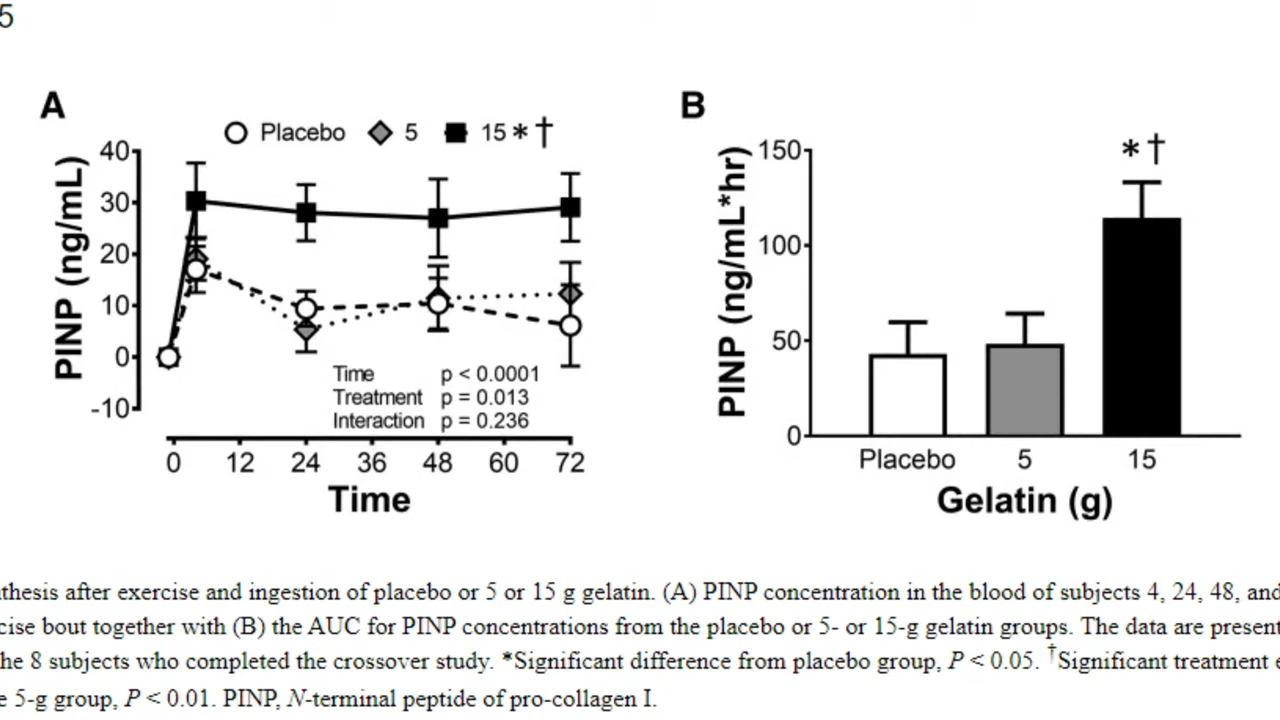 5
A
B
Placebo 5 15 * †
* †
PINP (ng/mL)
40
30
20
10
0
-10
Time p < 0.0001
Treatment p = 0.013
Interaction p = 0.236
0 12 24 36 48 60 72
Time
PINP (ng/mL*hr)
150
100
50
0
Placebo 5 15
Gelatin (g)
nthesis after exercise and ingestion of placebo or 5 or 15 g gelatin. (A) PINP concentration in the blood of subjects 4, 24, 48, and
cise bout together with (B) the AUC for PINP concentrations from the placebo or 5- or 15-g gelatin groups. The data are present
he 8 subjects who completed the crossover study. *Significant difference from placebo group, P < 0.05. †Significant treatment e
e 5-g group, P < 0.01. PINP, N-terminal peptide of pro-collagen I.